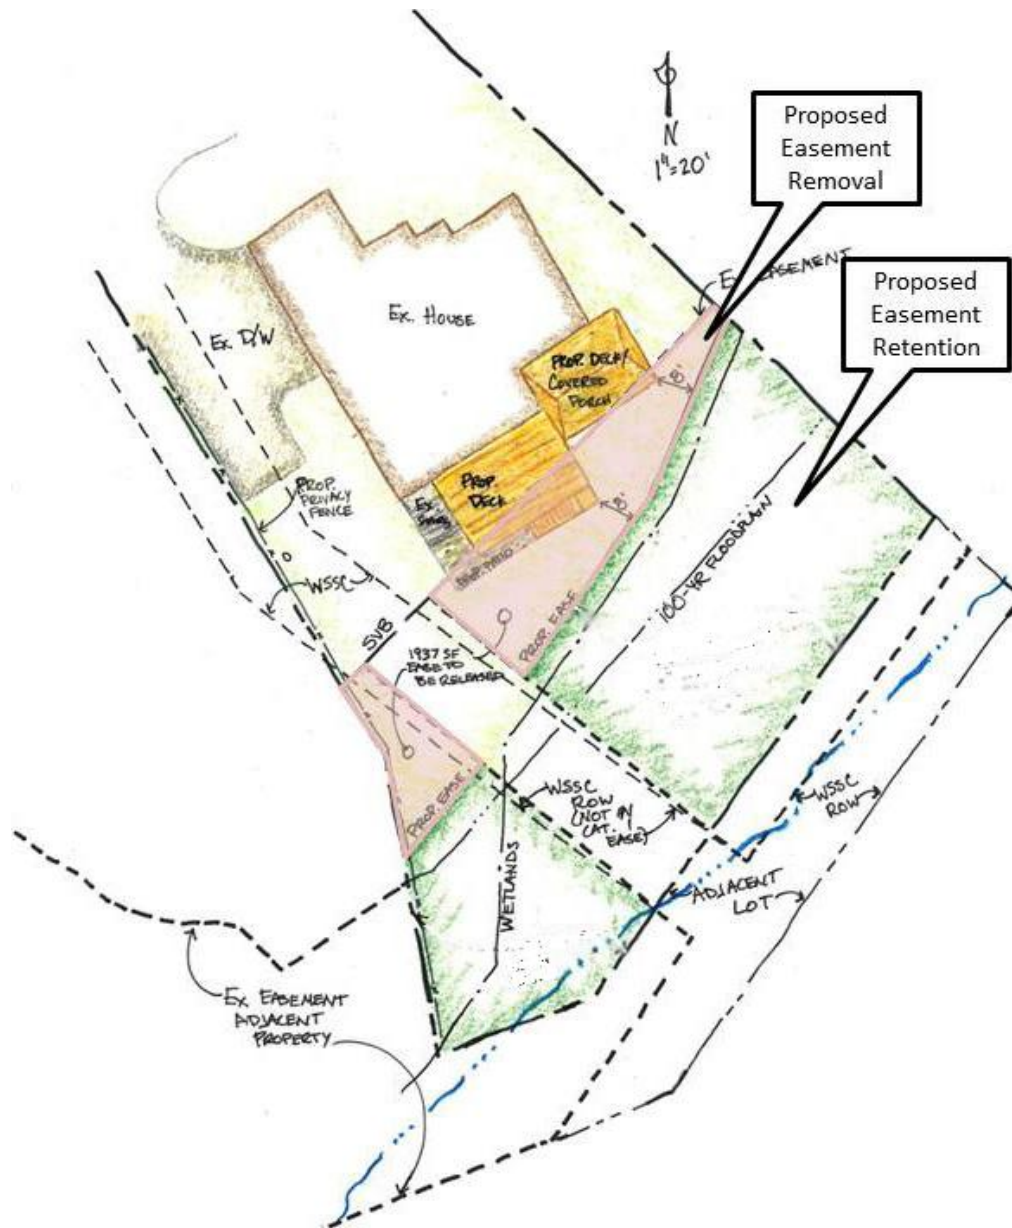 N
1"=20'
Proposed
Easement
Removal
Proposed
Easement
Retention
EASEMENT
Ex. House
Ex. D/W
PROP. DECK/
COVERED
PORCH
PROP.
DECK
Ex.
PROP.
PRIVACY
FENCE
WSSC
SVB
1937 SF
EASE TO
BE RELEASED
PROP. EASE
100-YR FLOODPLAIN
PROP. EASE
WSSC
ROW
(NOT IN
CAT.
EASE)
WSSC
ROW
WETLANDS
ADJACENT
LOT
Ex. EASEMENT
ADJACENT
PROPERTY